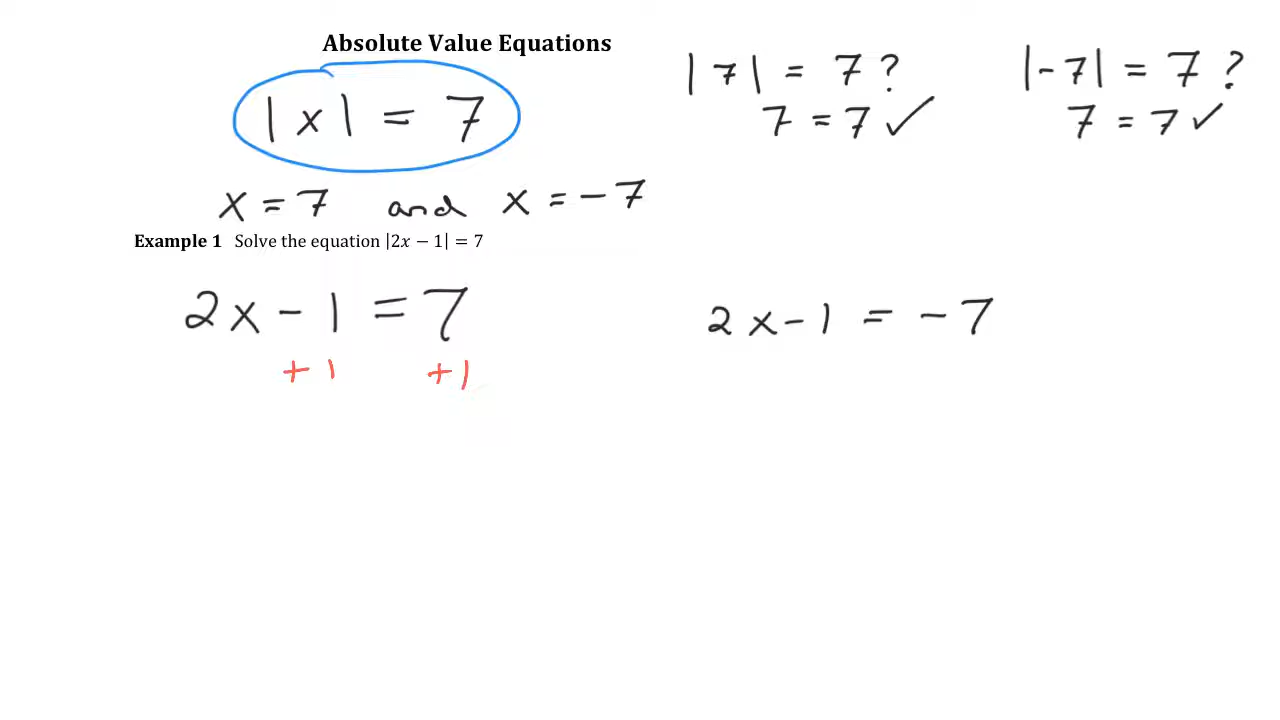 Absolute Value Equations
|x| = 7
|7| = 7 ?
7 = 7 ✓
|-7| = 7 ?
7 = 7 ✓
x = 7 and x = -7
Example 1 Solve the equation |2x − 1| = 7
2x - 1 = 7
+1 +1
2x - 1 = -7